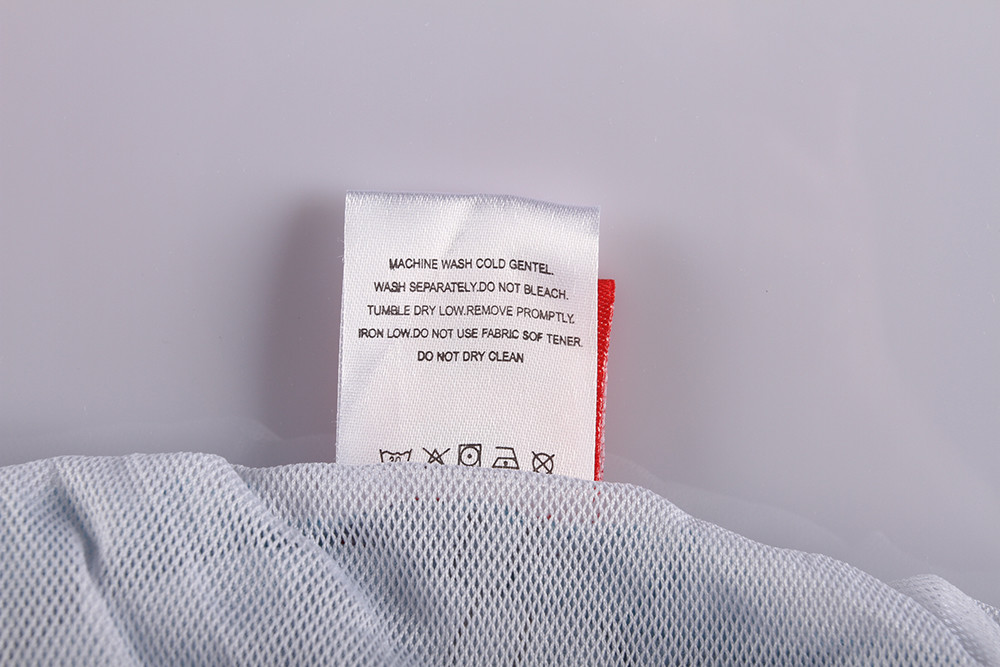 MACHINE WASH COLD GENTEL.
WASH SEPARATELY.DO NOT BLEACH.
TUMBLE DRY LOW.REMOVE PROMPTLY.
IRON LOW.DO NOT USE FABRIC SOF TENER.
DO NOT DRY CLEAN
30